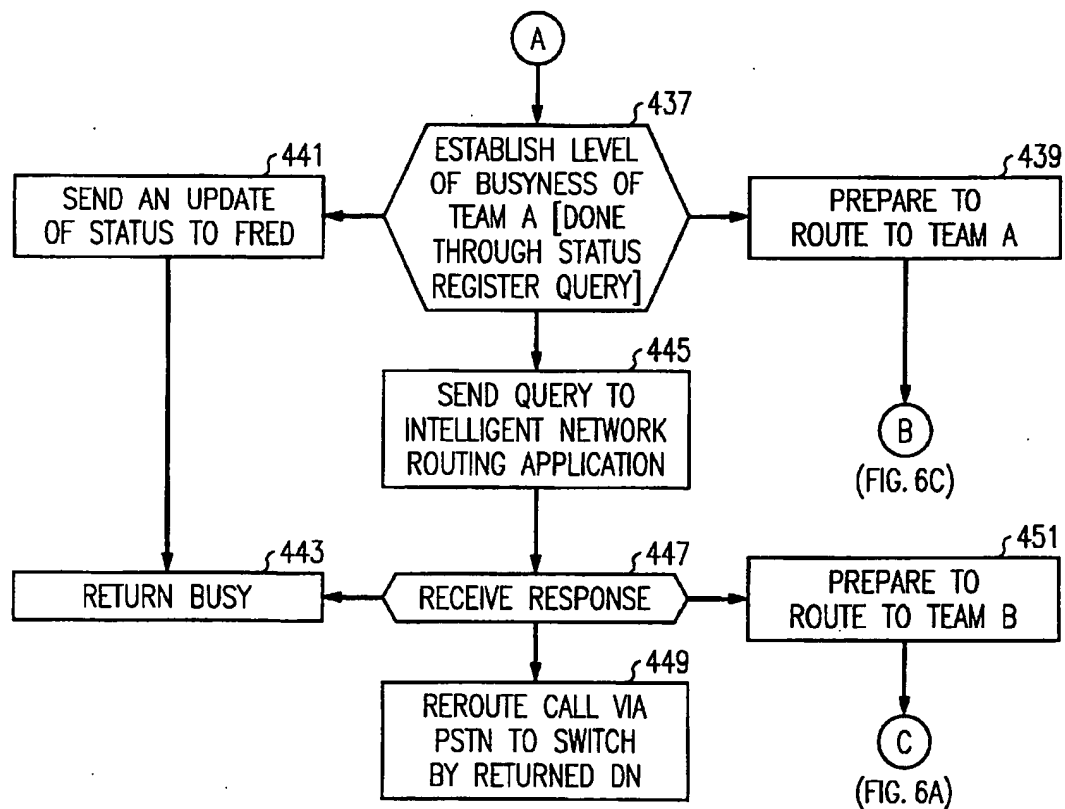 A
437
ESTABLISH LEVEL
OF BUSYNESS OF
TEAM A [DONE
THROUGH STATUS
REGISTER QUERY]
441
SEND AN UPDATE
OF STATUS TO FRED
439
PREPARE TO
ROUTE TO TEAM A
445
SEND QUERY TO
INTELLIGENT NETWORK
ROUTING APPLICATION
B
(FIG. 6C)
443
RETURN BUSY
447
RECEIVE RESPONSE
451
PREPARE TO
ROUTE TO TEAM B
449
REROUTE CALL VIA
PSTN TO SWITCH
BY RETURNED DN
C
(FIG. 6A)